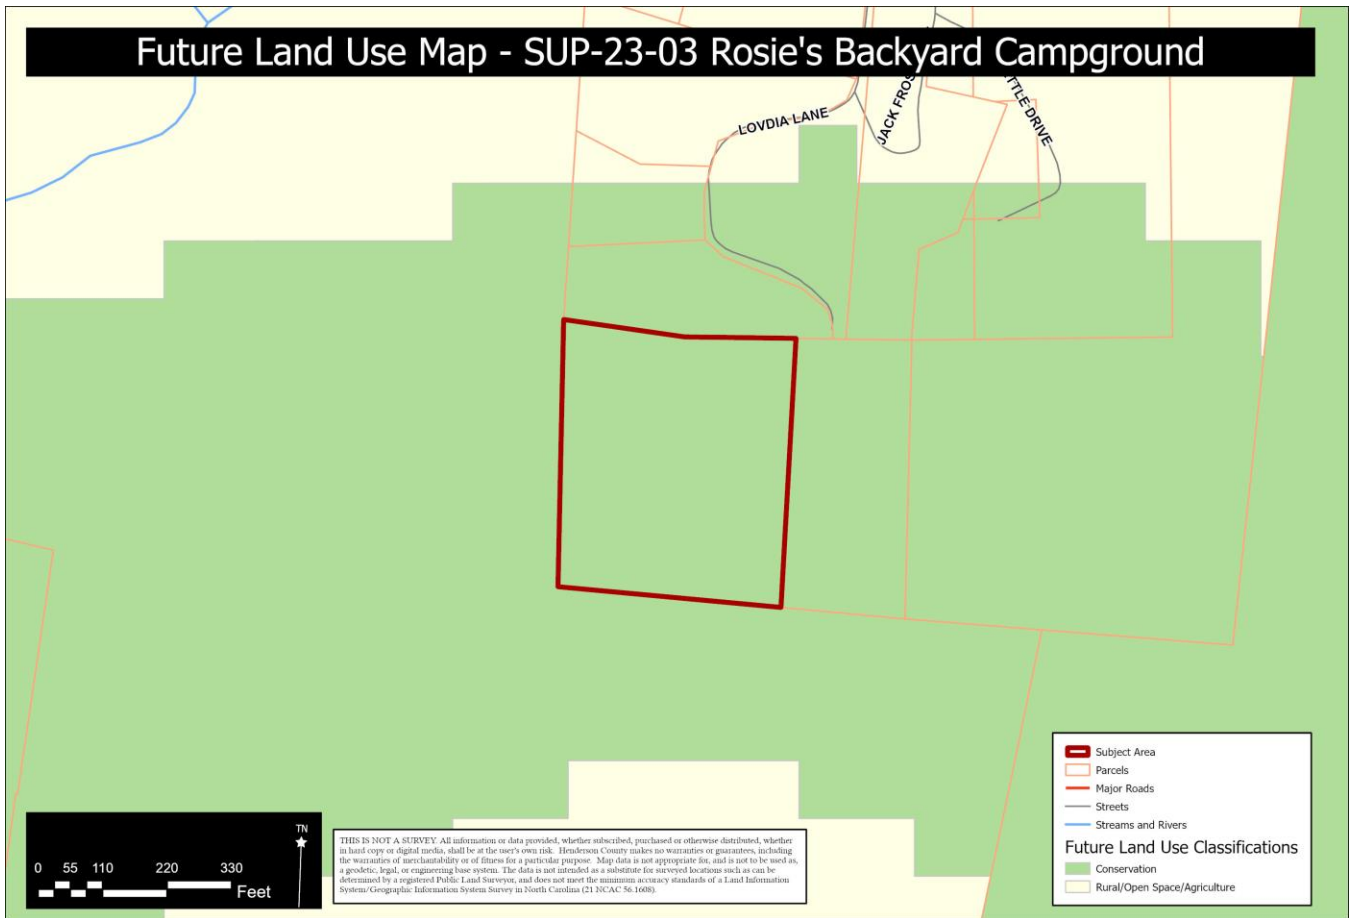 Future Land Use Map - SUP-23-03 Rosie's Backyard Campground
LOVDIA LANE
JACK FROS
TTLE DRIVE
Subject Area
Parcels
Major Roads
Streets
Streams and Rivers
Future Land Use Classifications
Conservation
Rural/Open Space/Agriculture
TN
0 55 110 220 330
Feet
THIS IS NOT A SURVEY. All information or data provided, whether subscribed, purchased or otherwise distributed, whether
in hard copy or digital media, shall be at the user's own risk. Henderson County makes no warranties or guarantees, including
the warranties of merchantability or of fitness for a particular purpose. Map data is not appropriate for, and is not to be used as,
a geodetic, legal, or engineering base system. The data is not intended as a substitute for surveyed locations such as can be
determined by a registered Public Land Surveyor, and does not meet the minimum accuracy standards of a Land Information
System/Geographic Information System Survey in North Carolina (21 NCAC 56.1608).